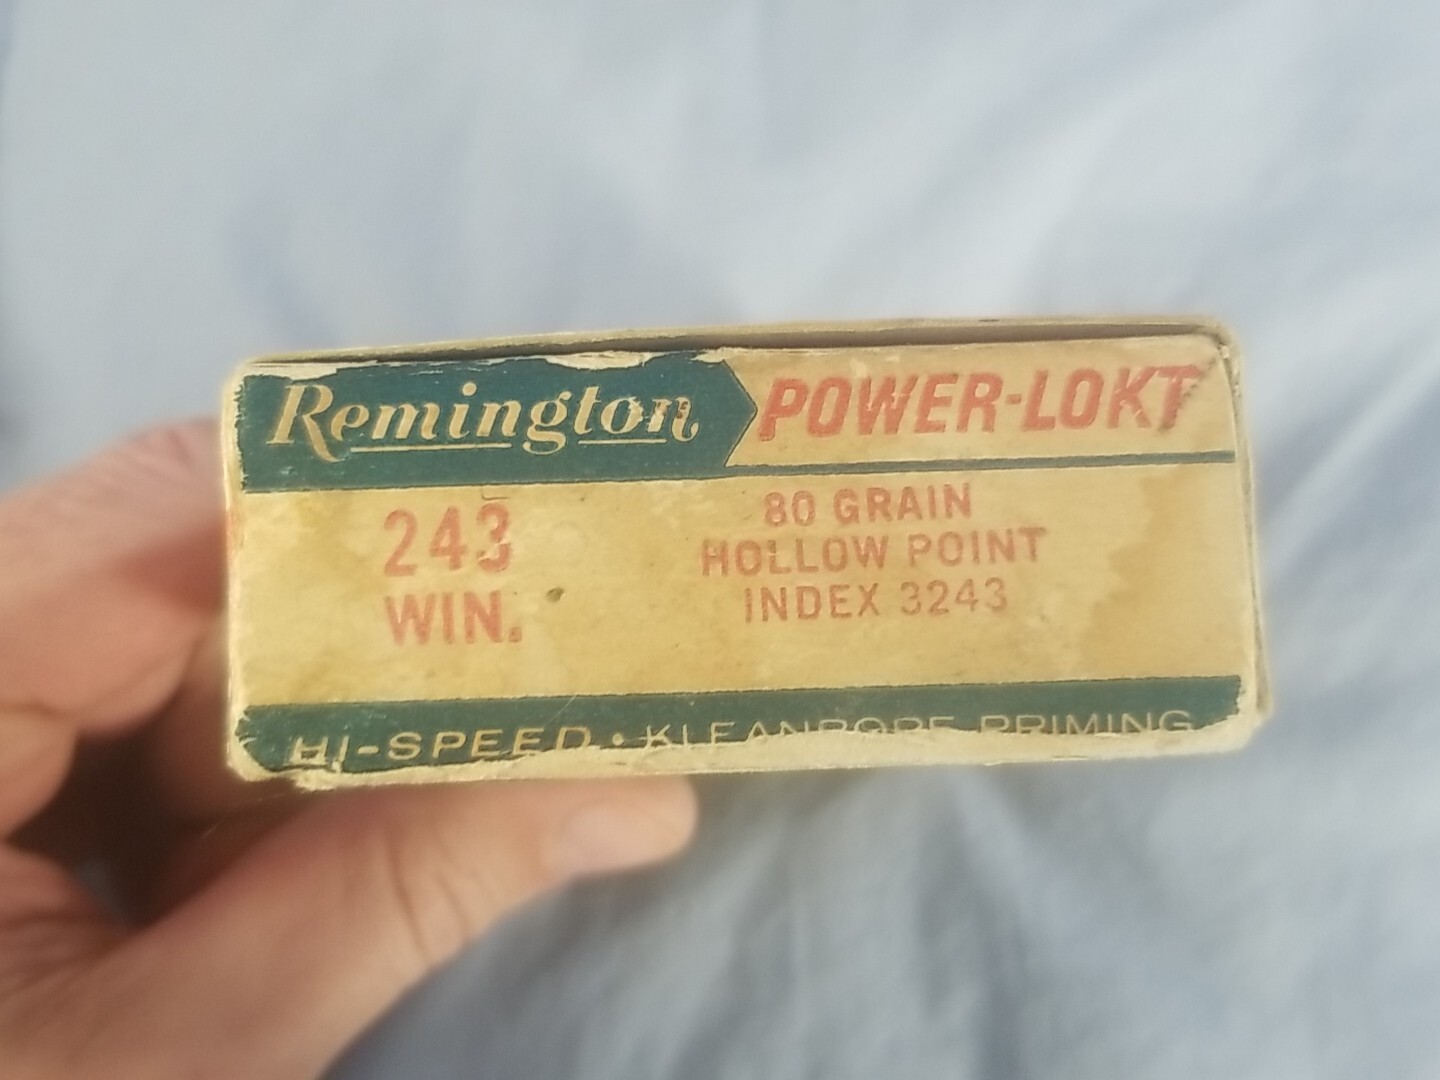 Remington POWER-LOKT
243
WIN.
80 GRAIN
HOLLOW POINT
INDEX 3243
HI-SPEED • KLEANBORE PRIMING